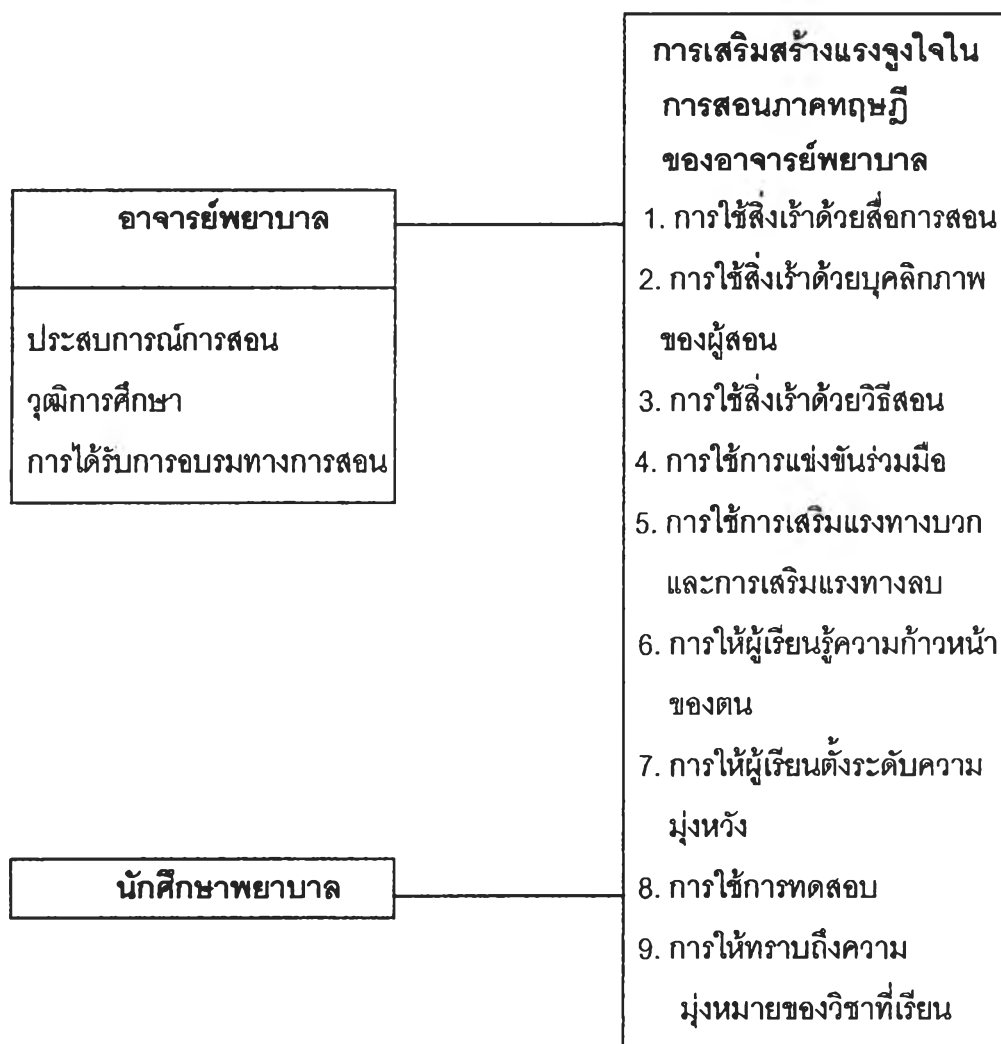 อาจารย์พยาบาล
ประสบการณ์การสอน
วุฒิการศึกษา
การได้รับการอบรมทางการสอน
นักศึกษาพยาบาล
การเสริมสร้างแรงจูงใจใน
การสอนภาคทฤษฎี
ของอาจารย์พยาบาล
1. การใช้สิ่งเร้าด้วยสื่อการสอน
2. การใช้สิ่งเร้าด้วยบุคลิกภาพ
ของผู้สอน
3. การใช้สิ่งเร้าด้วยวิธีสอน
4. การใช้การแข่งขันร่วมมือ
5. การใช้การเสริมแรงทางบวก
และการเสริมแรงทางลบ
6. การให้ผู้เรียนรู้ความก้าวหน้า
ของตน
7. การให้ผู้เรียนตั้งระดับความ
มุ่งหวัง
8. การใช้การทดสอบ
9. การให้ทราบถึงความ
มุ่งหมายของวิชาที่เรียน